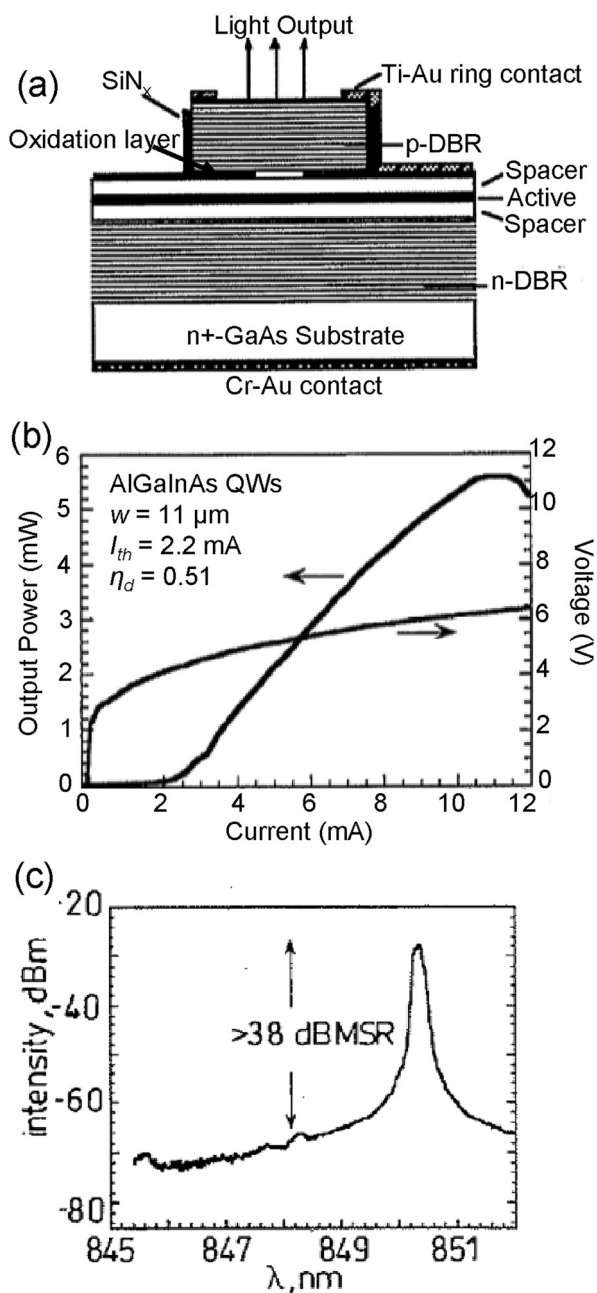 Light Output
(a)
SiNx
Ti-Au ring contact
p-DBR
Oxidation layer
Spacer
Active
Spacer
n-DBR
n+-GaAs Substrate
Cr-Au contact
(b)
6
5
4
3
2
1
0
Output Power (mW)
AlGaInAs QWs
w = 11 μm
Ith = 2.2 mA
ηd = 0.51
12
10
8
6
4
2
0
Voltage (V)
0 2 4 6 8 10 12
Current (mA)
(c)
-20
-40
-60
-80
intensity, dBm
>38 dBMSR
845 847 849 851
λ, nm